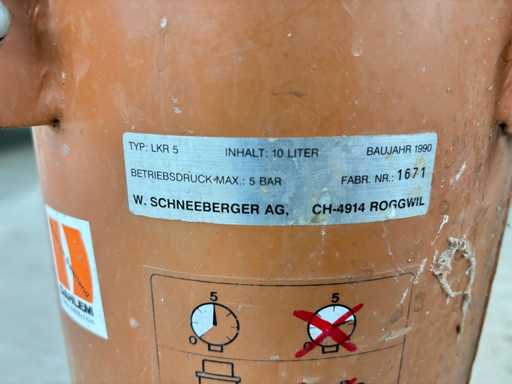 TYP: LKR 5 INHALT: 10 LITER BAUJAHR 1990
BETRIEBSDRUCK-MAX.: 5 BAR FABR. NR.: 1671
W. SCHNEEBERGER AG, CH-4914 ROGGWIL
5 5
0 0